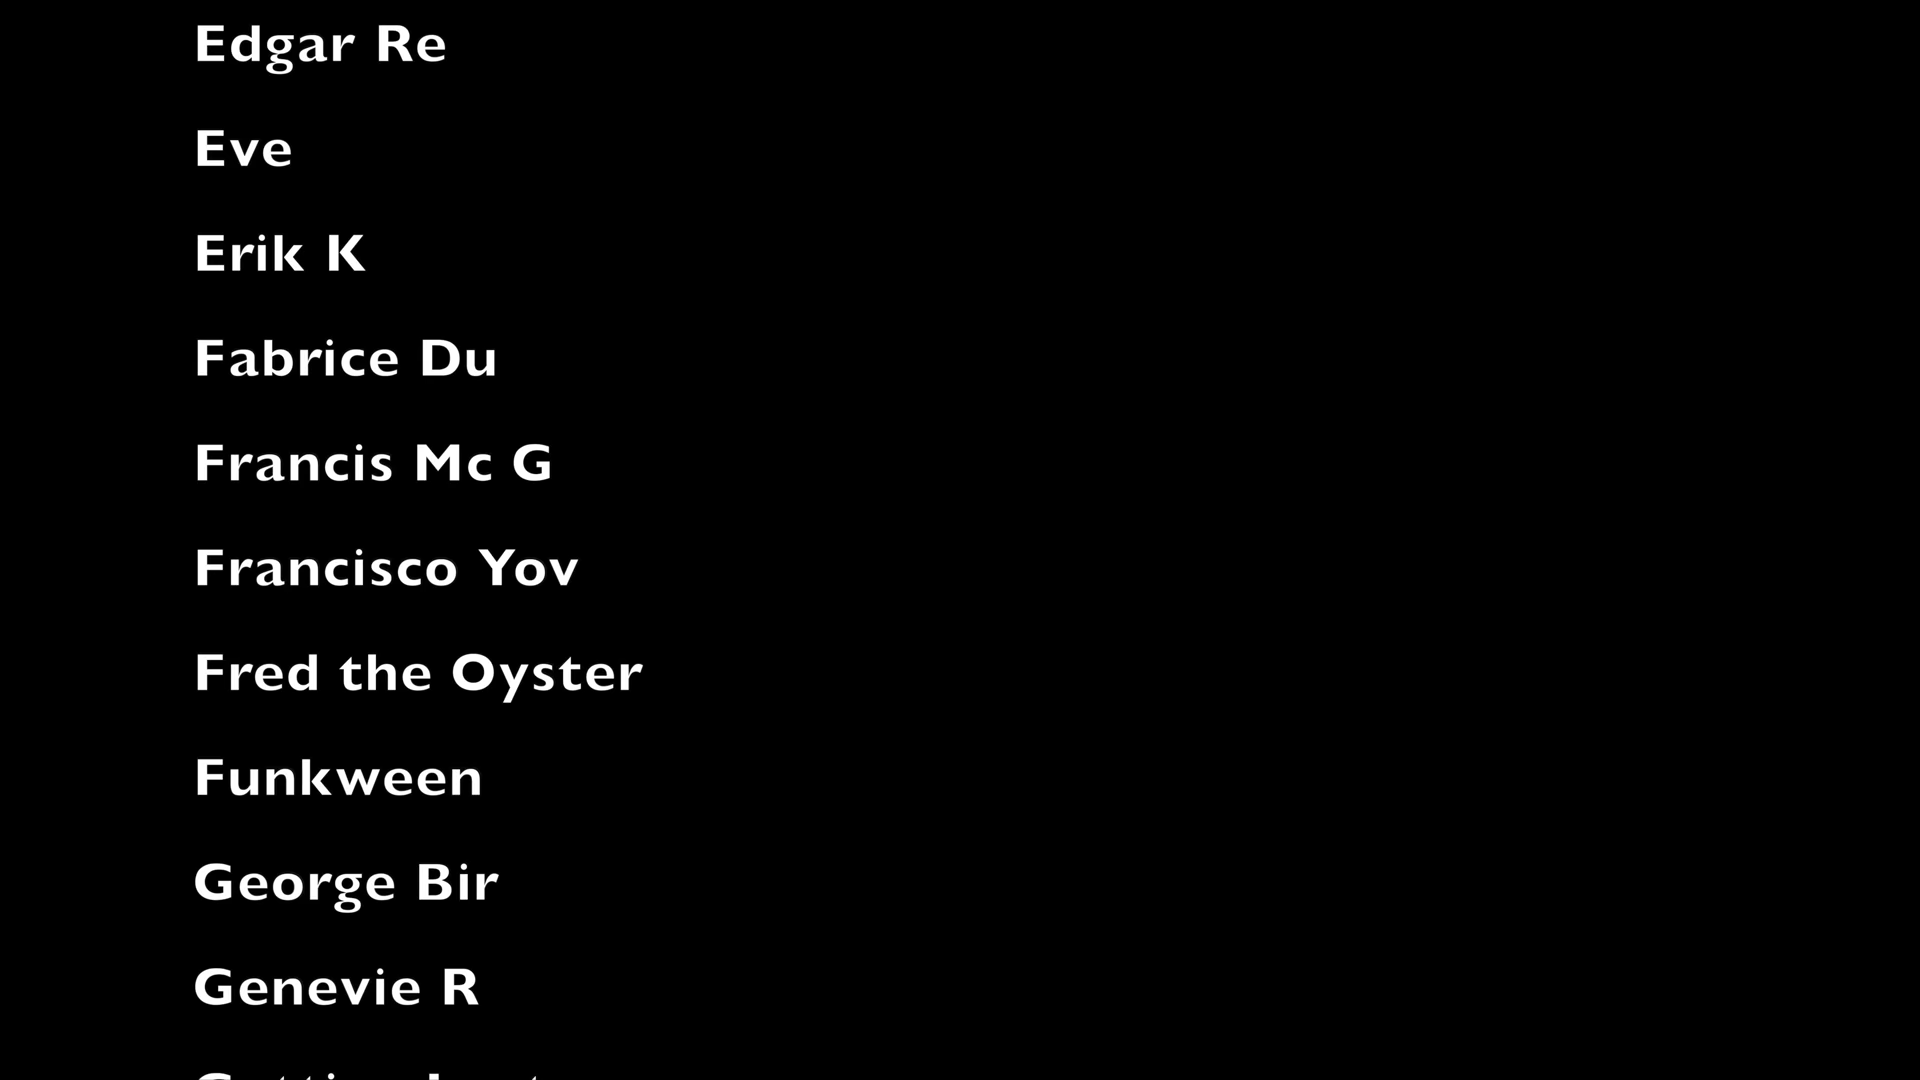 Edgar Re
Eve
Erik K
Fabrice Du
Francis Mc G
Francisco Yov
Fred the Oyster
Funkween
George Bir
Genevie R